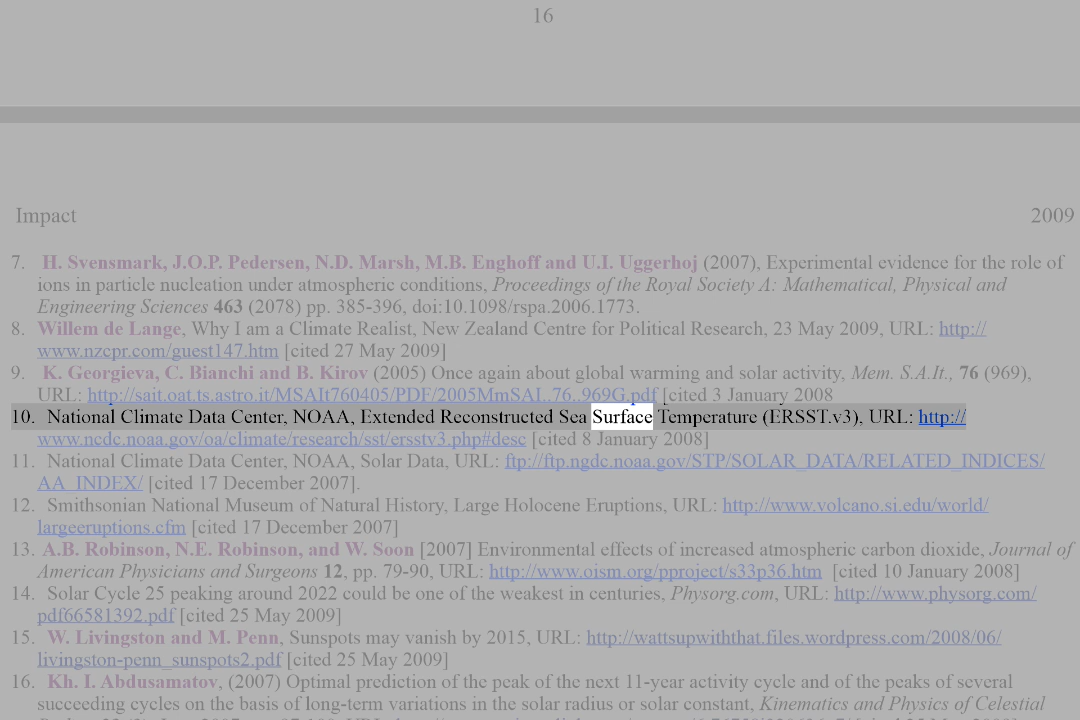 16
Impact 2009
7. H. Svensmark, J.O.P. Pedersen, N.D. Marsh, M.B. Enghoff and U.I. Uggerhoj (2007), Experimental evidence for the role of
ions in particle nucleation under atmospheric conditions, Proceedings of the Royal Society A: Mathematical, Physical and
Engineering Sciences 463 (2078) pp. 385-396, doi:10.1098/rspa.2006.1773.
8. Willem de Lange, Why I am a Climate Realist, New Zealand Centre for Political Research, 23 May 2009, URL: http://
www.nzcpr.com/guest147.htm [cited 27 May 2009]
9. K. Georgieva, C. Bianchi and B. Kirov (2005) Once again about global warming and solar activity, Mem. S.A.It., 76 (969),
URL: http://sait.oat.ts.astro.it/MSAIt760405/PDF/2005MmSAI..76..969G.pdf [cited 3 January 2008
10. National Climate Data Center, NOAA, Extended Reconstructed Sea Surface Temperature (ERSST.v3), URL: http://
www.ncdc.noaa.gov/oa/climate/research/sst/ersstv3.php#desc [cited 8 January 2008]
11. National Climate Data Center, NOAA, Solar Data, URL: ftp://ftp.ngdc.noaa.gov/STP/SOLAR_DATA/RELATED_INDICES/
AA_INDEX/ [cited 17 December 2007].
12. Smithsonian National Museum of Natural History, Large Holocene Eruptions, URL: http://www.volcano.si.edu/world/
largeeruptions.cfm [cited 17 December 2007]
13. A.B. Robinson, N.E. Robinson, and W. Soon [2007] Environmental effects of increased atmospheric carbon dioxide, Journal of
American Physicians and Surgeons 12, pp. 79-90, URL: http://www.oism.org/pproject/s33p36.htm [cited 10 January 2008]
14. Solar Cycle 25 peaking around 2022 could be one of the weakest in centuries, Physorg.com, URL: http://www.physorg.com/
pdf66581392.pdf [cited 25 May 2009]
15. W. Livingston and M. Penn, Sunspots may vanish by 2015, URL: http://wattsupwiththat.files.wordpress.com/2008/06/
livingston-penn_sunspots2.pdf [cited 25 May 2009]
16. Kh. I. Abdusamatov, (2007) Optimal prediction of the peak of the next 11-year activity cycle and of the peaks of several
succeeding cycles on the basis of long-term variations in the solar radius or solar constant, Kinematics and Physics of Celestial